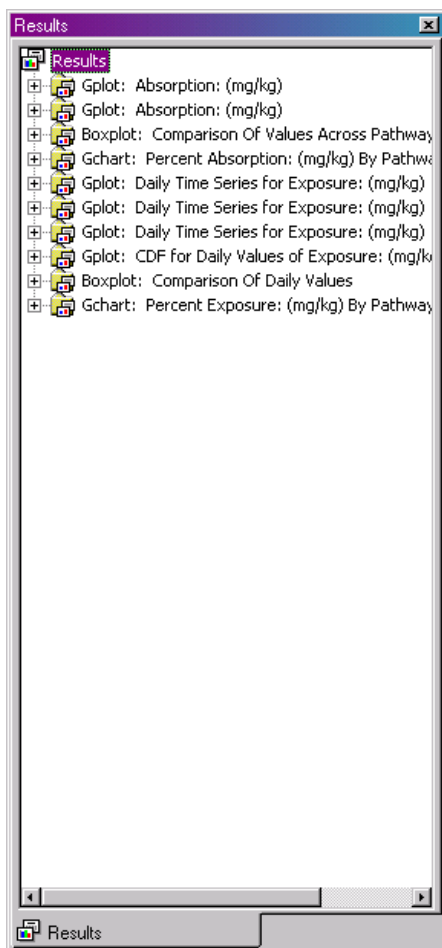 Results
Results
Gplot: Absorption: (mg/kg)
Gplot: Absorption: (mg/kg)
Boxplot: Comparison Of Values Across Pathway
Gchart: Percent Absorption: (mg/kg) By Pathwa
Gplot: Daily Time Series for Exposure: (mg/kg)
Gplot: Daily Time Series for Exposure: (mg/kg)
Gplot: Daily Time Series for Exposure: (mg/kg)
Gplot: CDF for Daily Values of Exposure: (mg/k
Boxplot: Comparison Of Daily Values
Gchart: Percent Exposure: (mg/kg) By Pathway
Results